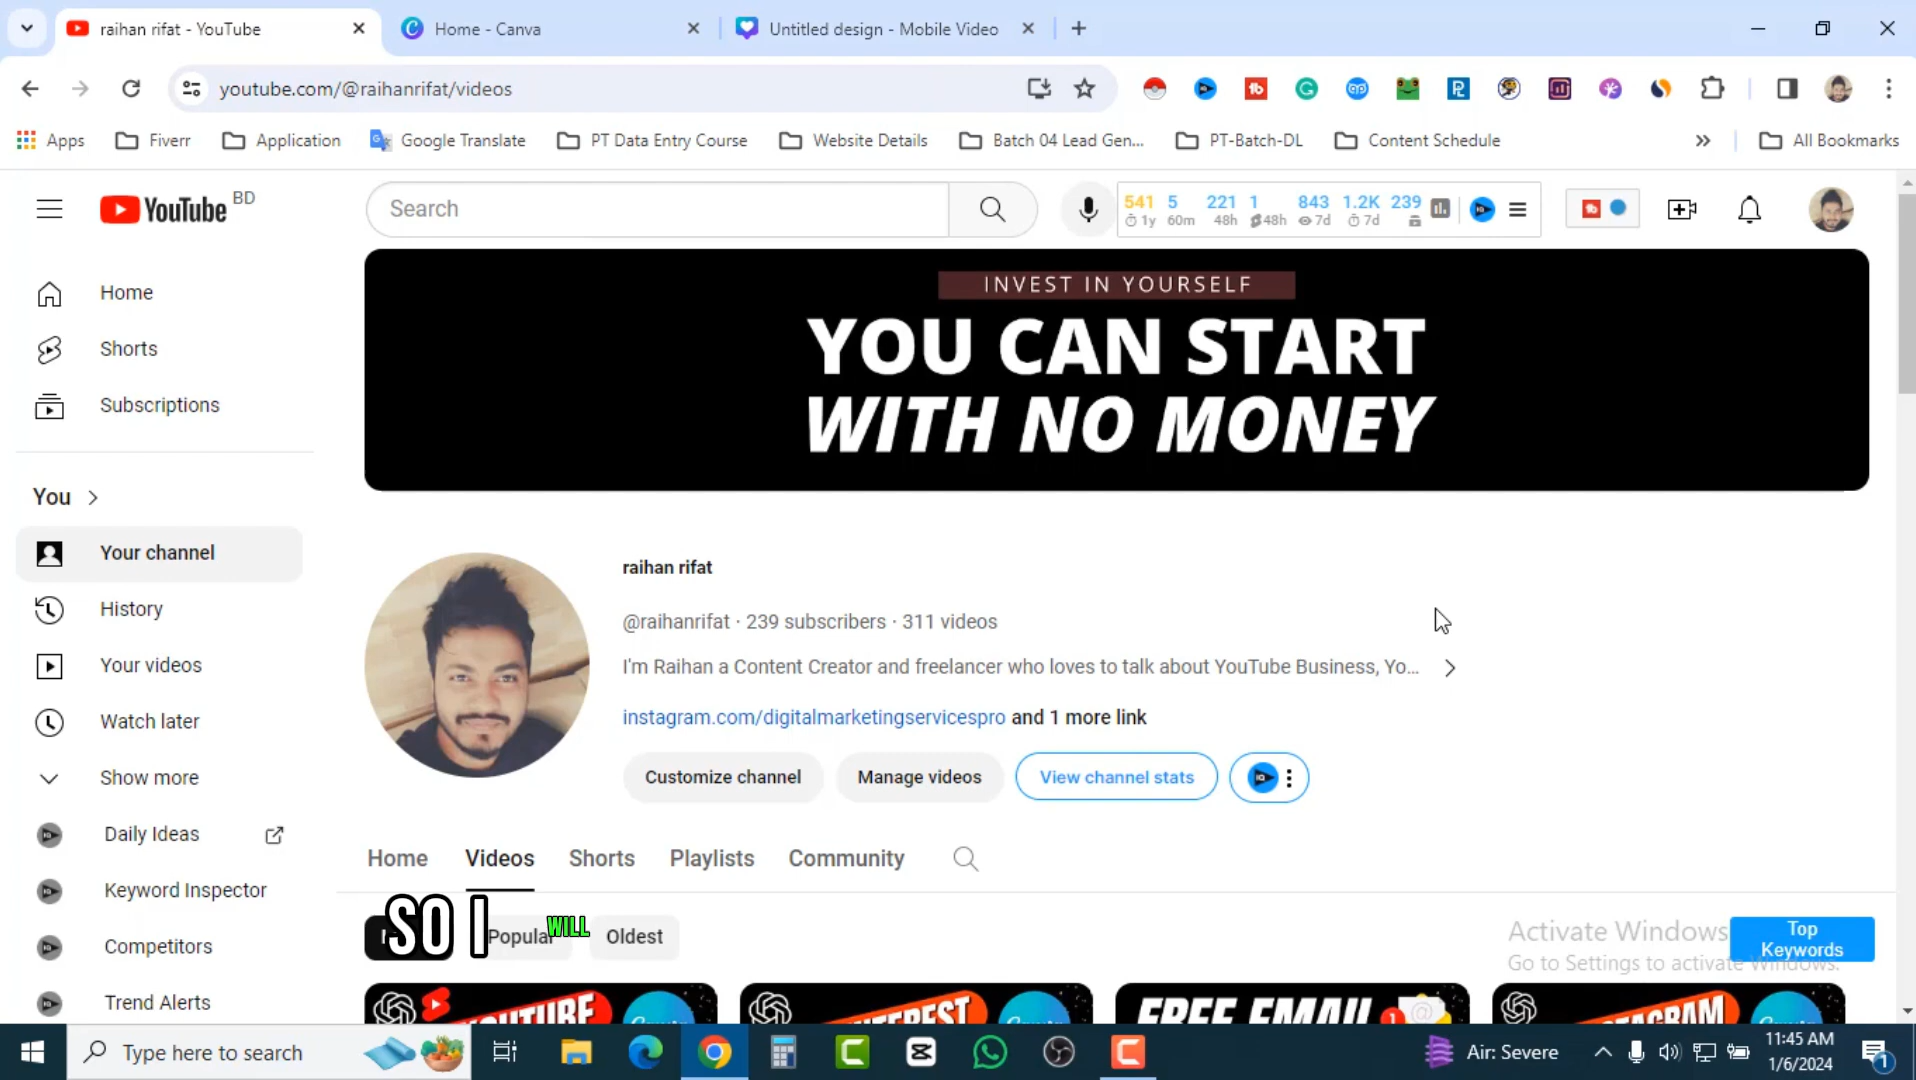 raihan rifat - YouTube
Home - Canva
Untitled design - Mobile Video
youtube.com/@raihanrifat/videos
Apps
Fiverr
Application
Google Translate
PT Data Entry Course
Website Details
Batch 04 Lead Gen...
PT-Batch-DL
Content Schedule
All Bookmarks
YouTube BD
Search
541 5 221 1 843 1.2K 239
1y 60m 48h 48h 7d 7d
INVEST IN YOURSELF
YOU CAN START
WITH NO MONEY
Home
Shorts
Subscriptions
You
Your channel
History
Your videos
Watch later
Show more
Daily Ideas
Keyword Inspector
Competitors
Trend Alerts
raihan rifat
@raihanrifat · 239 subscribers · 311 videos
I'm Raihan a Content Creator and freelancer who loves to talk about YouTube Business, Yo...
instagram.com/digitalmarketingservicespro and 1 more link
Customize channel
Manage videos
View channel stats
Home
Videos
Shorts
Playlists
Community
SO I WILL
Popular
Oldest
Activate Windows
Go to Settings to activate Windows.
Top
Keywords
YOUTUBE
FREE EMAIL
INSTAGRAM
Type here to search
Air: Severe
11:45 AM
1/6/2024
1